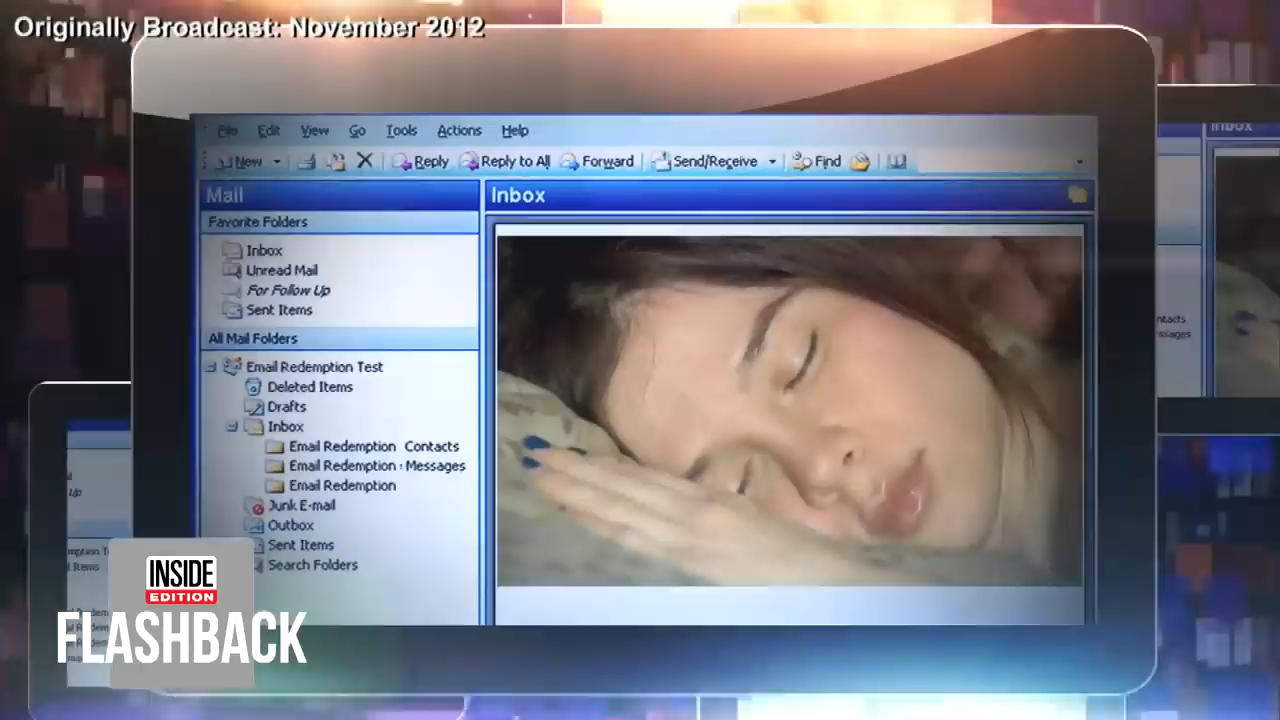 Originally Broadcast: November 2012
File Edit View Go Tools Actions Help
Inbox
New Reply Reply to All Forward Send/Receive Find
Mail
Inbox
Favorite Folders
Inbox
Unread Mail
For Follow Up
Sent Items
All Mail Folders
Email Redemption Test
Deleted Items
Drafts
Inbox
Email Redemption Contacts
Email Redemption : Messages
Email Redemption
Junk E-mail
Outbox
Sent Items
Search Folders
INSIDE
EDITION
FLASHBACK